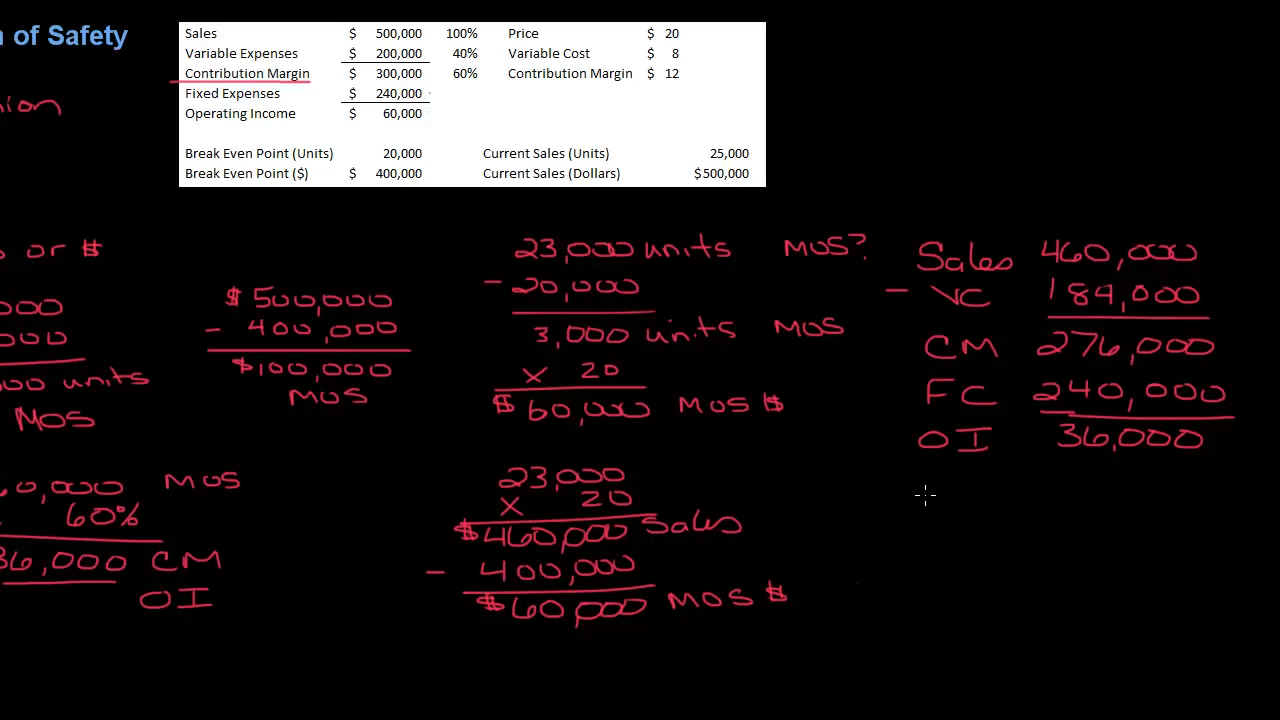 n of Safety
Sales $ 500,000 100% Price $ 20
Variable Expenses $ 200,000 40% Variable Cost $ 8
Contribution Margin $ 300,000 60% Contribution Margin $ 12
Fixed Expenses $ 240,000
Operating Income $ 60,000
Break Even Point (Units) 20,000 Current Sales (Units) 25,000
Break Even Point ($) $ 400,000 Current Sales (Dollars) $500,000
nion
s or $
000
000
000 units
MOS
60,000 MOS
60%
36,000 CM
OI
$500,000
- 400,000
$100,000
MOS
23,000 units MOS?
- 20,000
3,000 units MOS
x 20
$60,000 MOS $
23,000
x 20
$460,000 Sales
- 400,000
$60,000 MOS $
Sales 460,000
- VC 184,000
CM 276,000
FC 240,000
OI 36,000